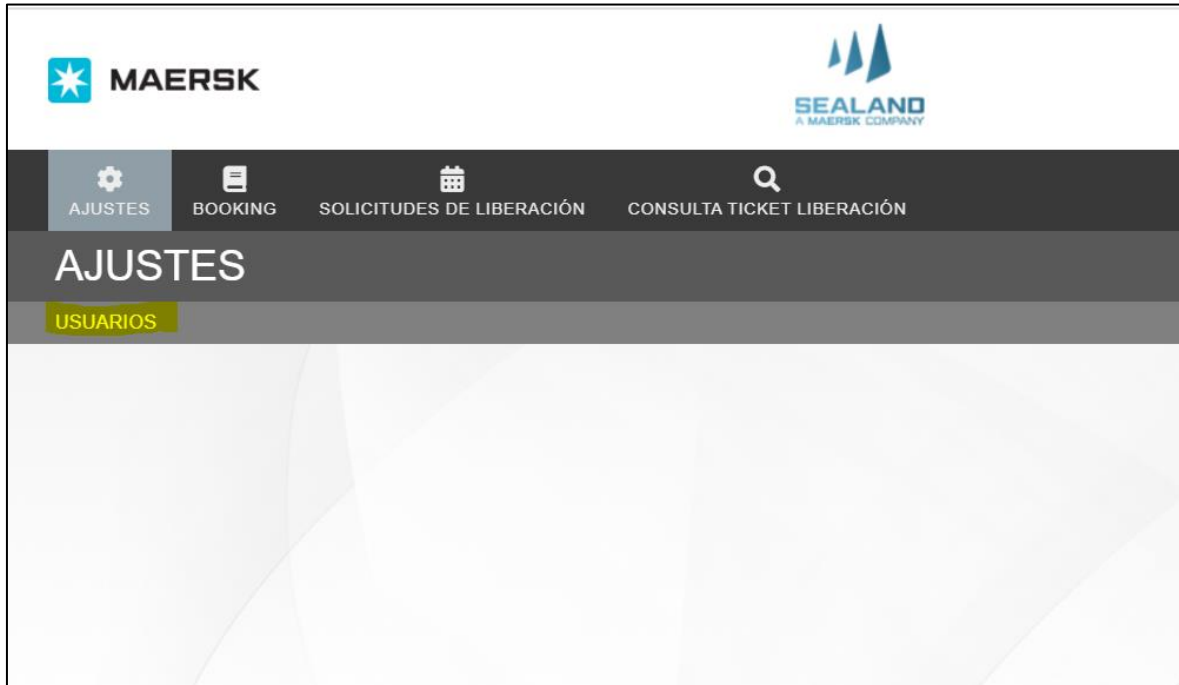 MAERSK
SEALAND
A MAERSK COMPANY
AJUSTES
BOOKING
SOLICITUDES DE LIBERACIÓN
CONSULTA TICKET LIBERACIÓN
AJUSTES
USUARIOS